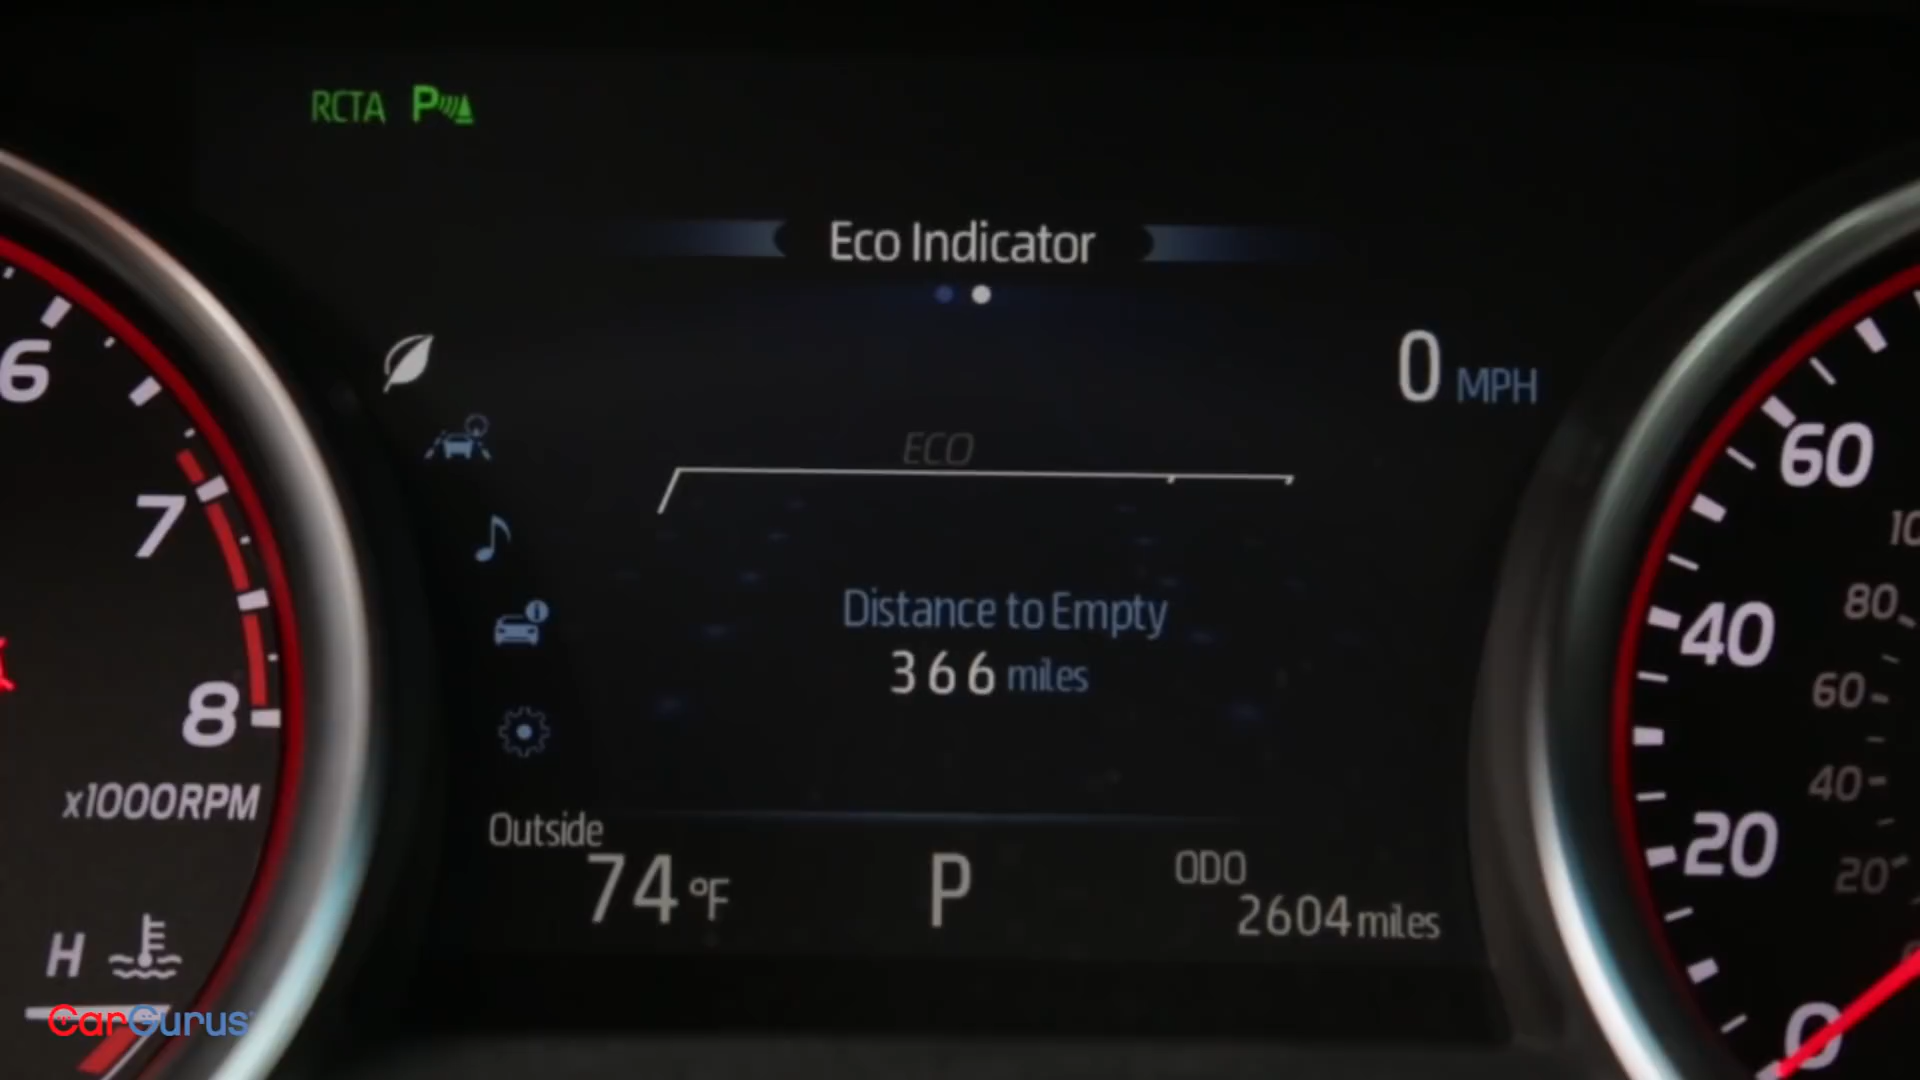 RCTA P
Eco Indicator
0 MPH
ECO
Distance to Empty
366 miles
Outside
74 °F
P
ODO
2604 miles
6
7
8
x1000RPM
H
60
40
20
0
80
60
40
20
CarGurus